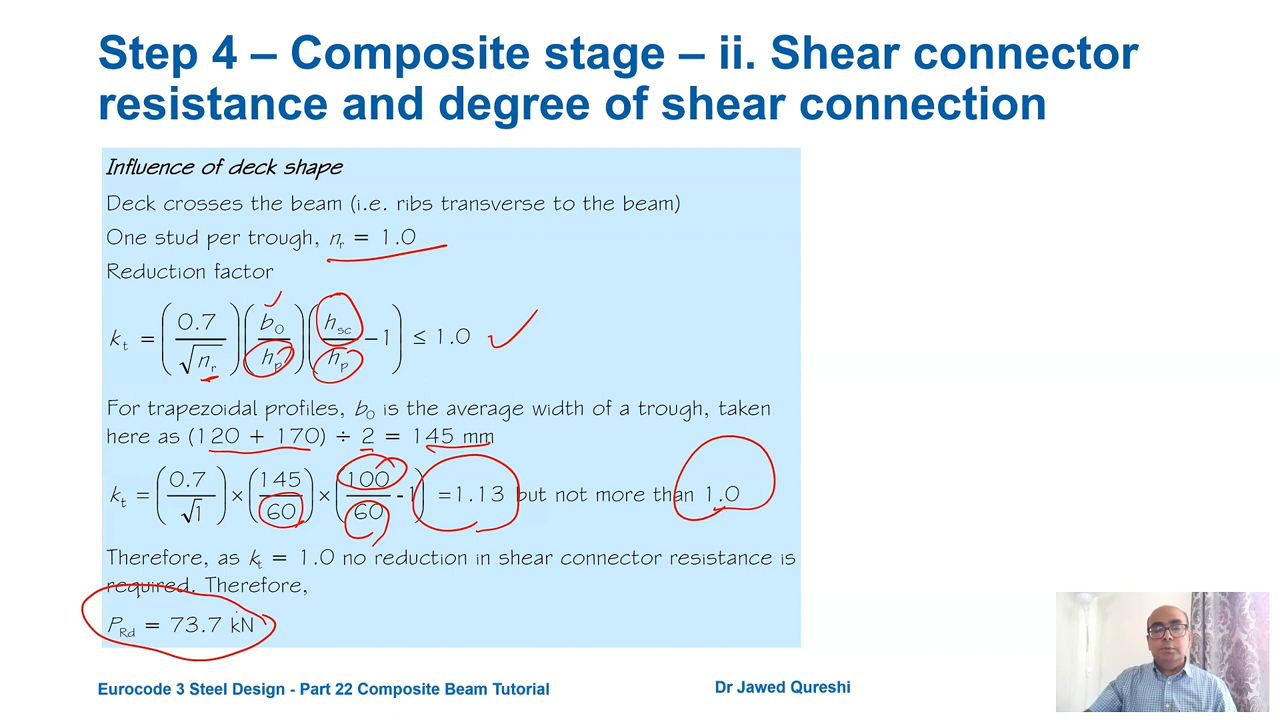 Step 4 – Composite stage – ii. Shear connector
resistance and degree of shear connection
Influence of deck shape
Deck crosses the beam (i.e. ribs transverse to the beam)
One stud per trough, nr = 1.0
Reduction factor
kt = (0.7/√nr)(b0/hp)(hsc/hp − 1) ≤ 1.0
For trapezoidal profiles, b0 is the average width of a trough, taken
here as (120 + 170) ÷ 2 = 145 mm
kt = (0.7/√1) × (145/60) × (100/60 - 1) = 1.13 but not more than 1.0
Therefore, as kt = 1.0 no reduction in shear connector resistance is
required. Therefore,
PRd = 73.7 kN
Eurocode 3 Steel Design - Part 22 Composite Beam Tutorial
Dr Jawed Qureshi